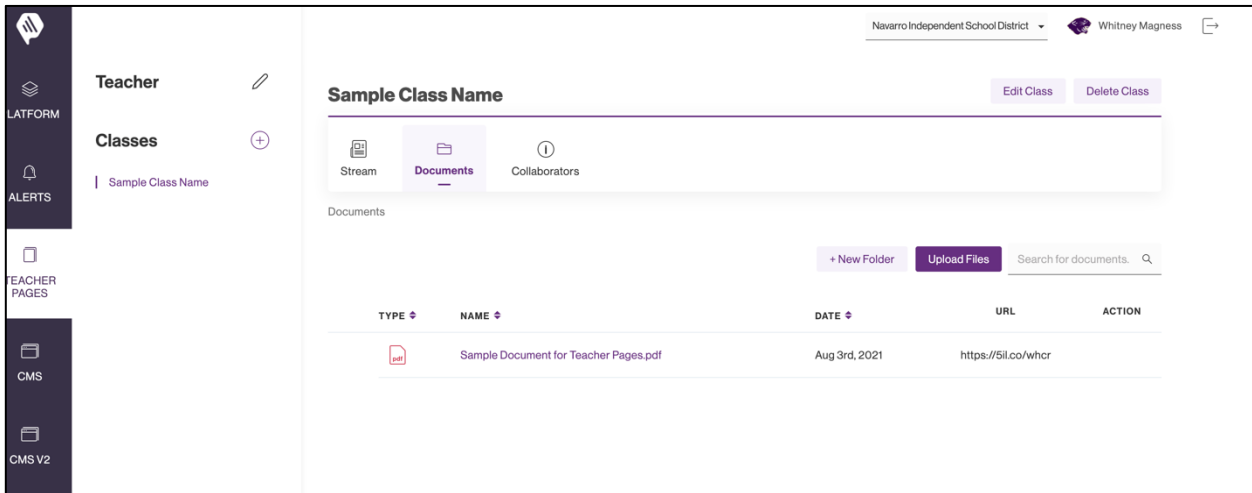 Navarro Independent School District
Whitney Magness
LATFORM
ALERTS
TEACHER
PAGES
CMS
CMS V2
Teacher
Classes
Sample Class Name
Sample Class Name
Edit Class
Delete Class
Stream
Documents
Collaborators
Documents
+ New Folder
Upload Files
Search for documents.
TYPE NAME DATE URL ACTION
pdf Sample Document for Teacher Pages.pdf Aug 3rd, 2021 https://5il.co/whcr